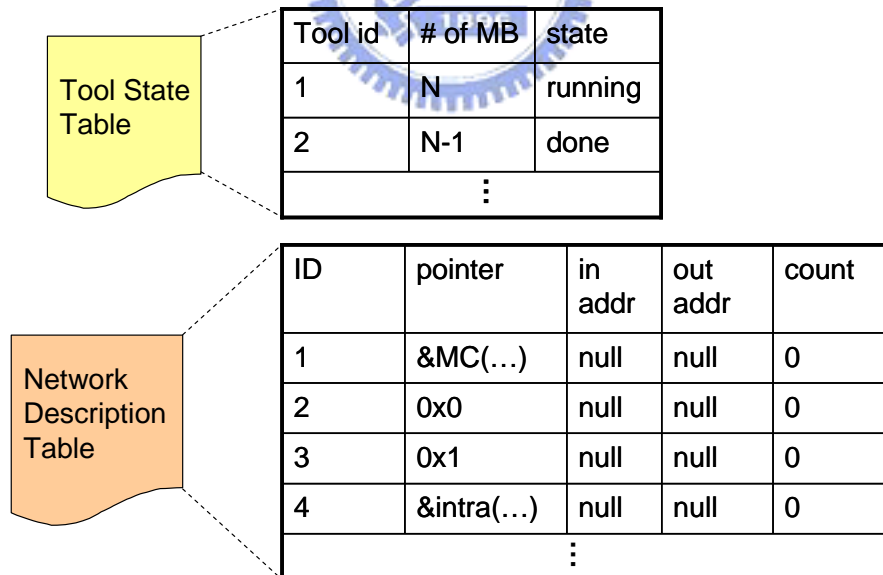 Tool State
Table
Tool id # of MB state
1 N running
2 N-1 done
⋮
Network
Description
Table
ID pointer in addr out addr count
1 &MC(…) null null 0
2 0x0 null null 0
3 0x1 null null 0
4 &intra(…) null null 0
⋮